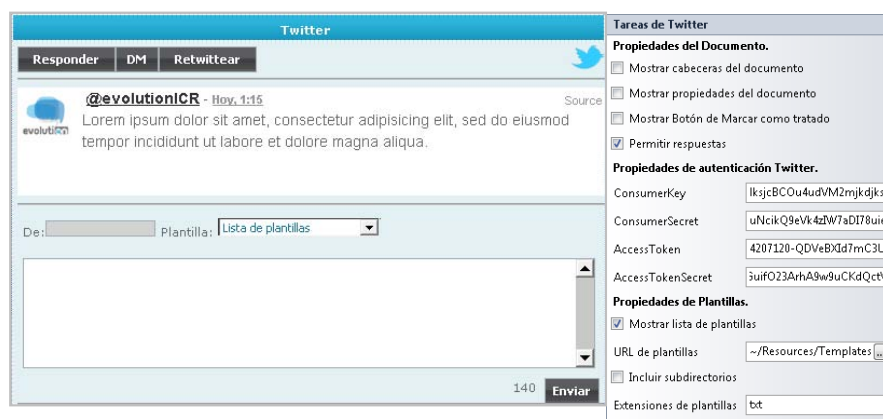 Twitter
Responder DM Retwittear
@evolutionICR - Hoy, 1:15 Source
Lorem ipsum dolor sit amet, consectetur adipisicing elit, sed do eiusmod
tempor incididunt ut labore et dolore magna aliqua.
De: Plantilla: Lista de plantillas
140 Enviar
Tareas de Twitter
Propiedades del Documento.
Mostrar cabeceras del documento
Mostrar propiedades del documento
Mostrar Botón de Marcar como tratado
Permitir respuestas
Propiedades de autenticación Twitter.
ConsumerKey
ConsumerSecret
AccessToken
AccessTokenSecret
Propiedades de Plantillas.
Mostrar lista de plantillas
URL de plantillas ~/Resources/Templates ...
Incluir subdirectorios
Extensiones de plantillas txt